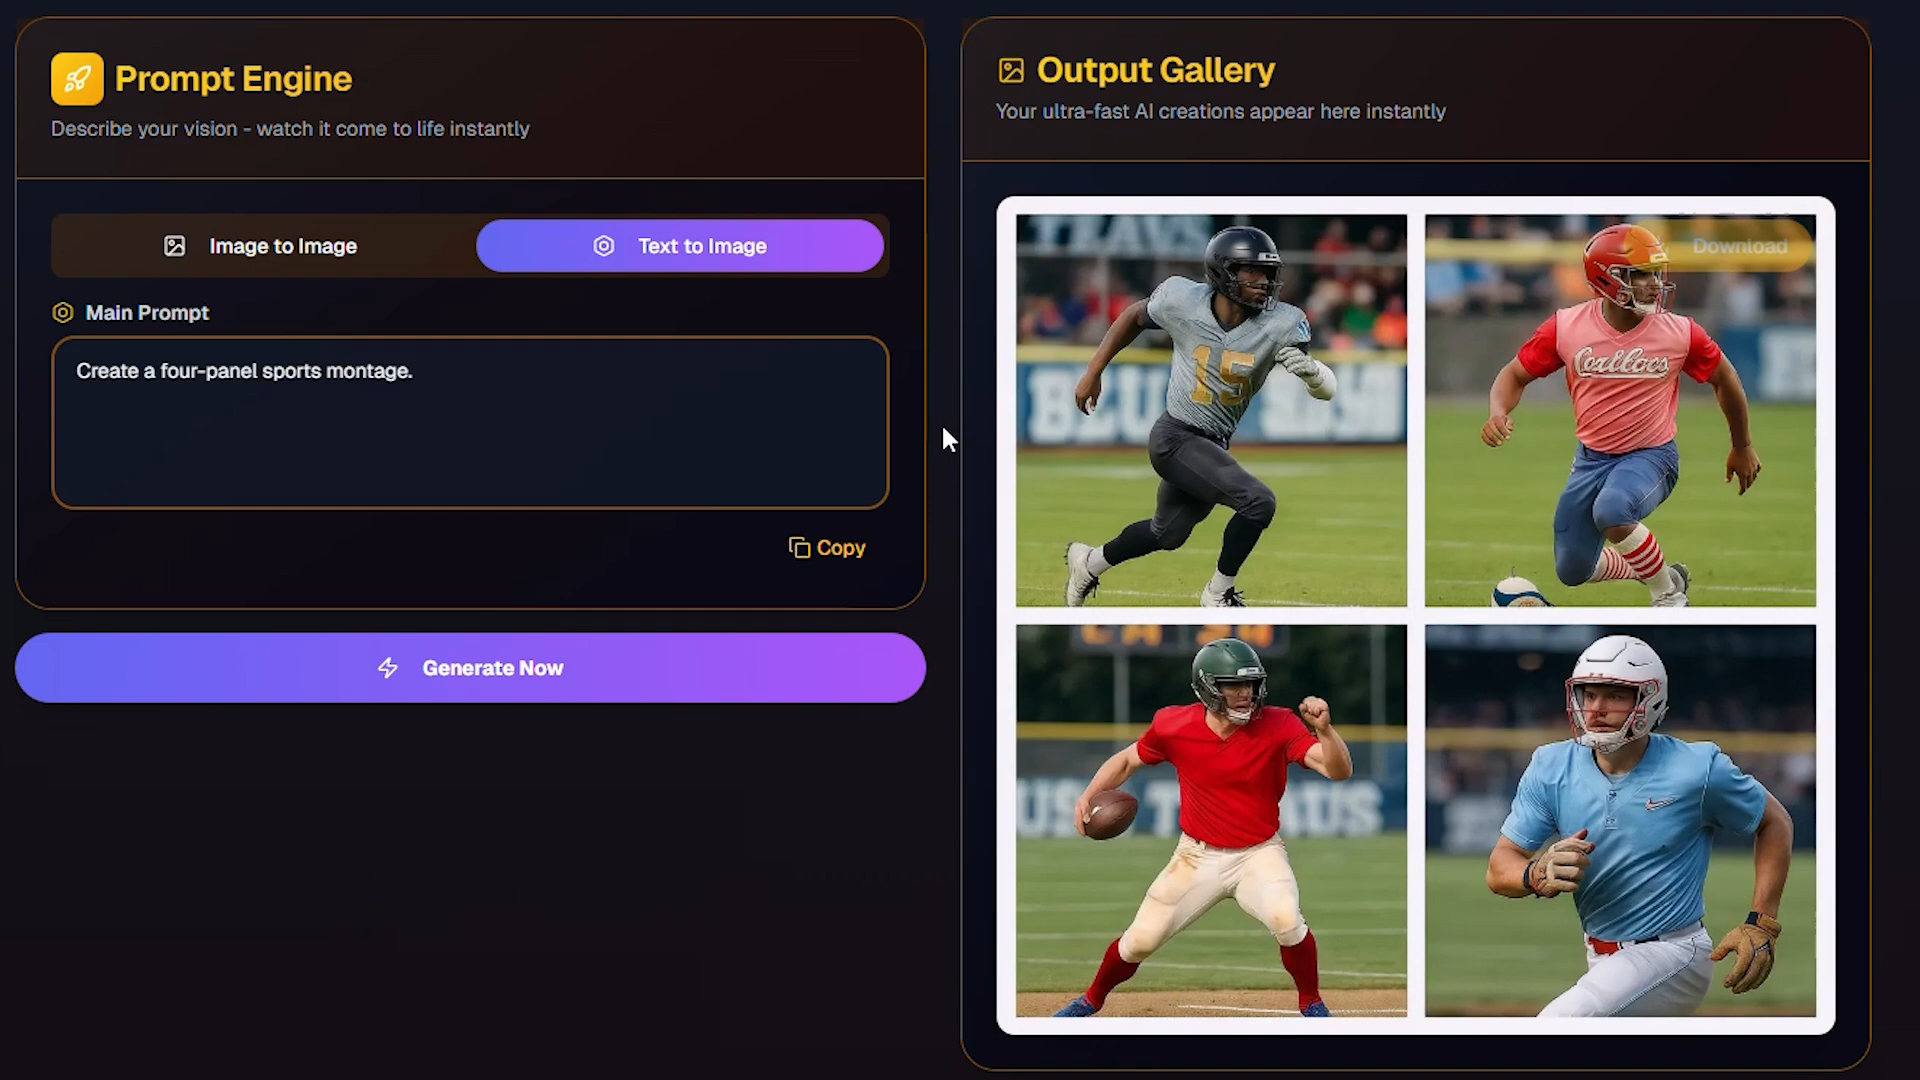 Prompt Engine
Describe your vision - watch it come to life instantly
Image to Image
Text to Image
Main Prompt
Create a four-panel sports montage.
Copy
Generate Now
Output Gallery
Your ultra-fast AI creations appear here instantly
Download
15